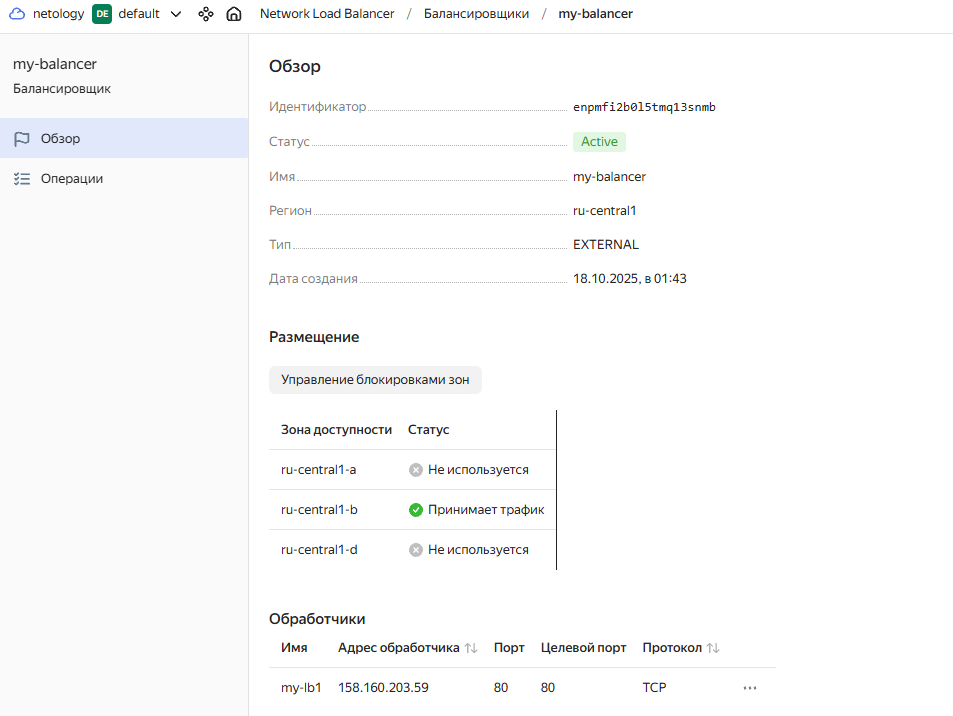 netology DE default Network Load Balancer / Балансировщики / my-balancer
my-balancer
Балансировщик
Обзор
Операции
Обзор
Идентификатор enpmfi2b0l5tmq13snmb
Статус Active
Имя my-balancer
Регион ru-central1
Тип EXTERNAL
Дата создания 18.10.2025, в 01:43
Размещение
Управление блокировками зон
Зона доступности Статус
ru-central1-a Не используется
ru-central1-b Принимает трафик
ru-central1-d Не используется
Обработчики
Имя Адрес обработчика Порт Целевой порт Протокол
my-lb1 158.160.203.59 80 80 TCP